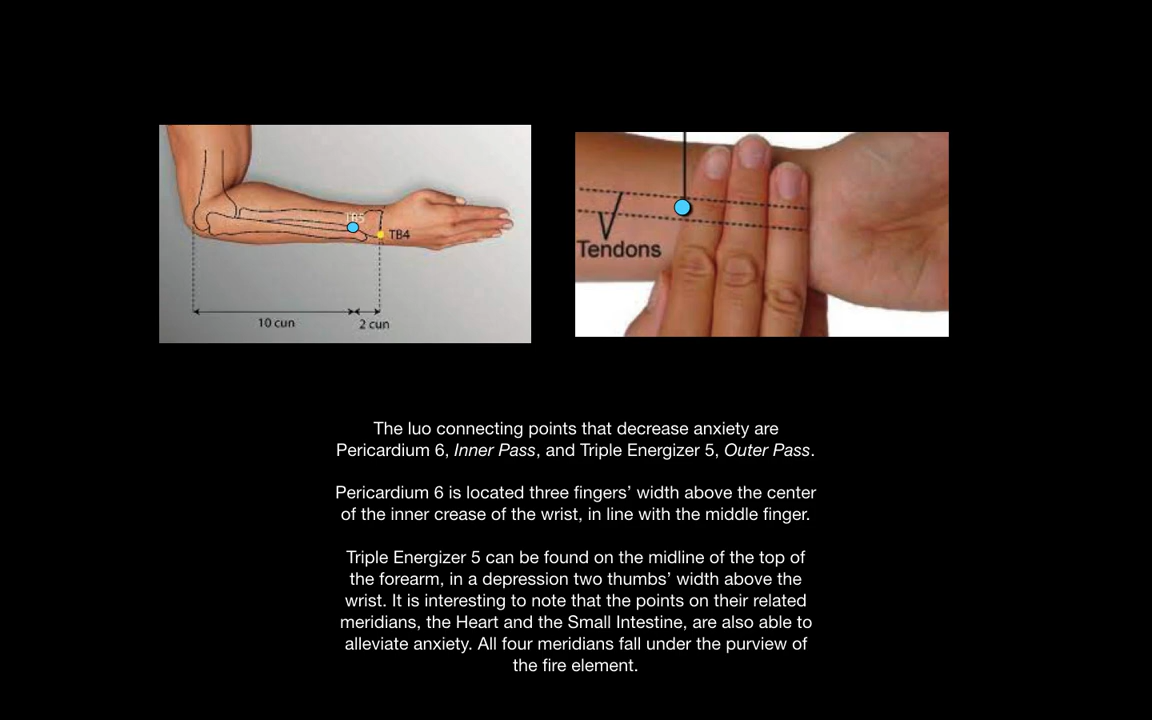 TB5
TB4
10 cun
2 cun
Tendons
The luo connecting points that decrease anxiety are
Pericardium 6, Inner Pass, and Triple Energizer 5, Outer Pass.
Pericardium 6 is located three fingers’ width above the center
of the inner crease of the wrist, in line with the middle finger.
Triple Energizer 5 can be found on the midline of the top of
the forearm, in a depression two thumbs’ width above the
wrist. It is interesting to note that the points on their related
meridians, the Heart and the Small Intestine, are also able to
alleviate anxiety. All four meridians fall under the purview of
the fire element.